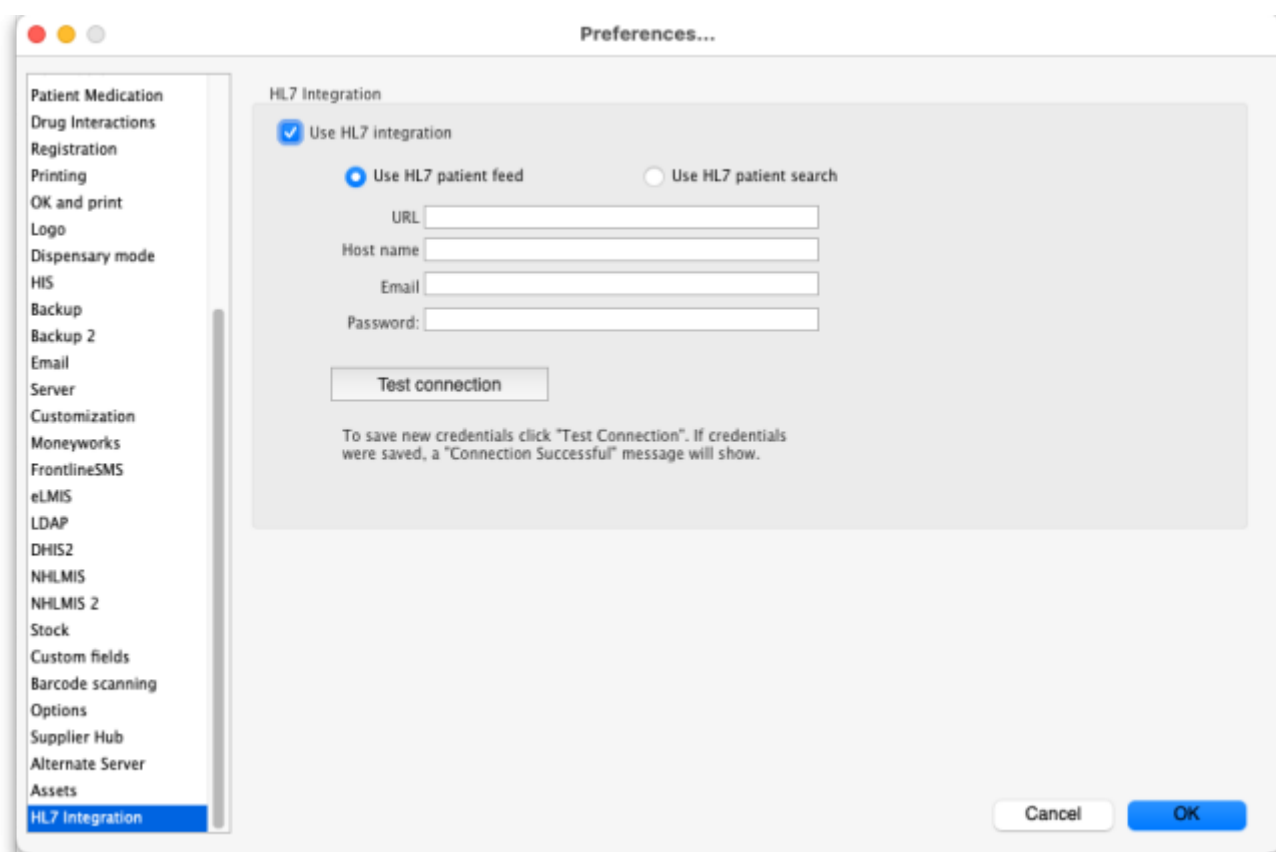 Preferences...
Patient Medication
Drug Interactions
Registration
Printing
OK and print
Logo
Dispensary mode
HIS
Backup
Backup 2
Email
Server
Customization
Moneyworks
FrontlineSMS
eLMIS
LDAP
DHIS2
NHLMIS
NHLMIS 2
Stock
Custom fields
Barcode scanning
Options
Supplier Hub
Alternate Server
Assets
HL7 Integration
HL7 Integration
Use HL7 integration
Use HL7 patient feed Use HL7 patient search
URL
Host name
Email
Password:
Test connection
To save new credentials click "Test Connection". If credentials
were saved, a "Connection Successful" message will show.
Cancel OK